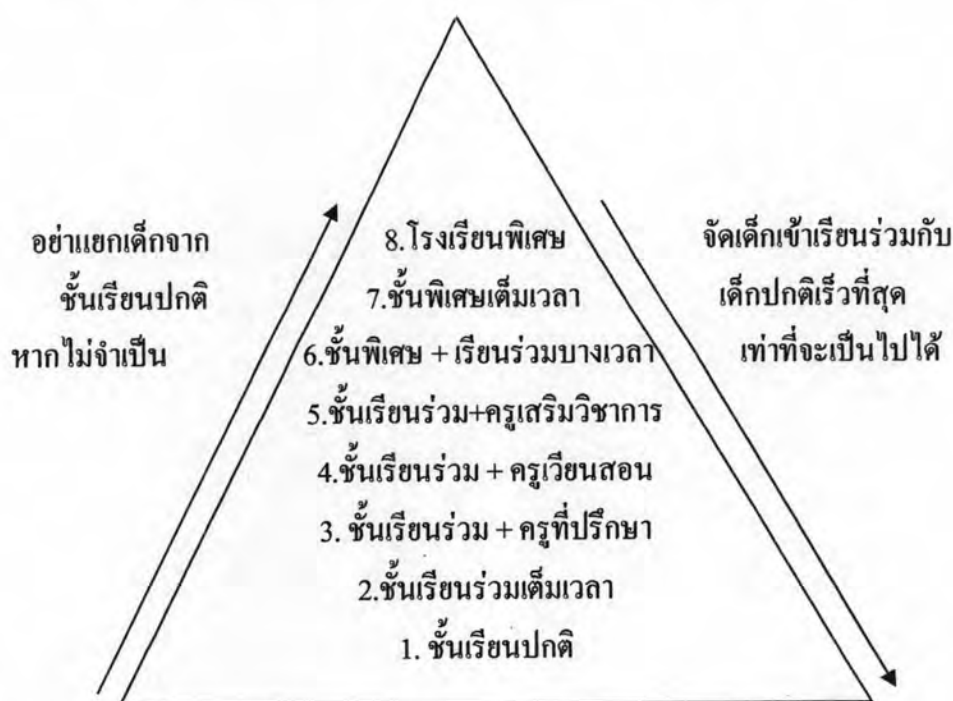 อย่าแยกเด็กจาก
ชั้นเรียนปกติ
หากไม่จำเป็น
8.โรงเรียนพิเศษ
7.ชั้นพิเศษเต็มเวลา
6.ชั้นพิเศษ + เรียนร่วมบางเวลา
5.ชั้นเรียนร่วม+ครูเสริมวิชาการ
4.ชั้นเรียนร่วม + ครูเวียนสอน
3. ชั้นเรียนร่วม + ครูที่ปรึกษา
2.ชั้นเรียนร่วมเต็มเวลา
1. ชั้นเรียนปกติ
จัดเด็กเข้าเรียนร่วมกับ
เด็กปกติเร็วที่สุด
เท่าที่จะเป็นไปได้